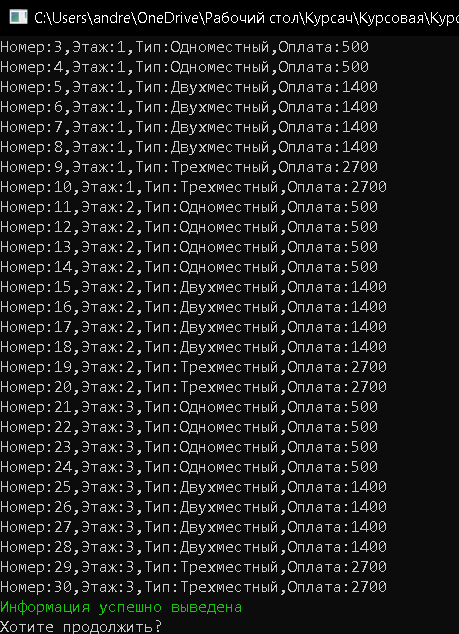 C:\Users\andre\OneDrive\Рабочий стол\Курсач\Курсовая\Курс
Номер:3,Этаж:1,Тип:Одноместный,Оплата:500
Номер:4,Этаж:1,Тип:Одноместный,Оплата:500
Номер:5,Этаж:1,Тип:Двухместный,Оплата:1400
Номер:6,Этаж:1,Тип:Двухместный,Оплата:1400
Номер:7,Этаж:1,Тип:Двухместный,Оплата:1400
Номер:8,Этаж:1,Тип:Двухместный,Оплата:1400
Номер:9,Этаж:1,Тип:Трехместный,Оплата:2700
Номер:10,Этаж:1,Тип:Трехместный,Оплата:2700
Номер:11,Этаж:2,Тип:Одноместный,Оплата:500
Номер:12,Этаж:2,Тип:Одноместный,Оплата:500
Номер:13,Этаж:2,Тип:Одноместный,Оплата:500
Номер:14,Этаж:2,Тип:Одноместный,Оплата:500
Номер:15,Этаж:2,Тип:Двухместный,Оплата:1400
Номер:16,Этаж:2,Тип:Двухместный,Оплата:1400
Номер:17,Этаж:2,Тип:Двухместный,Оплата:1400
Номер:18,Этаж:2,Тип:Двухместный,Оплата:1400
Номер:19,Этаж:2,Тип:Трехместный,Оплата:2700
Номер:20,Этаж:2,Тип:Трехместный,Оплата:2700
Номер:21,Этаж:3,Тип:Одноместный,Оплата:500
Номер:22,Этаж:3,Тип:Одноместный,Оплата:500
Номер:23,Этаж:3,Тип:Одноместный,Оплата:500
Номер:24,Этаж:3,Тип:Одноместный,Оплата:500
Номер:25,Этаж:3,Тип:Двухместный,Оплата:1400
Номер:26,Этаж:3,Тип:Двухместный,Оплата:1400
Номер:27,Этаж:3,Тип:Двухместный,Оплата:1400
Номер:28,Этаж:3,Тип:Двухместный,Оплата:1400
Номер:29,Этаж:3,Тип:Трехместный,Оплата:2700
Номер:30,Этаж:3,Тип:Трехместный,Оплата:2700
Информация успешно выведена
Хотите продолжить?